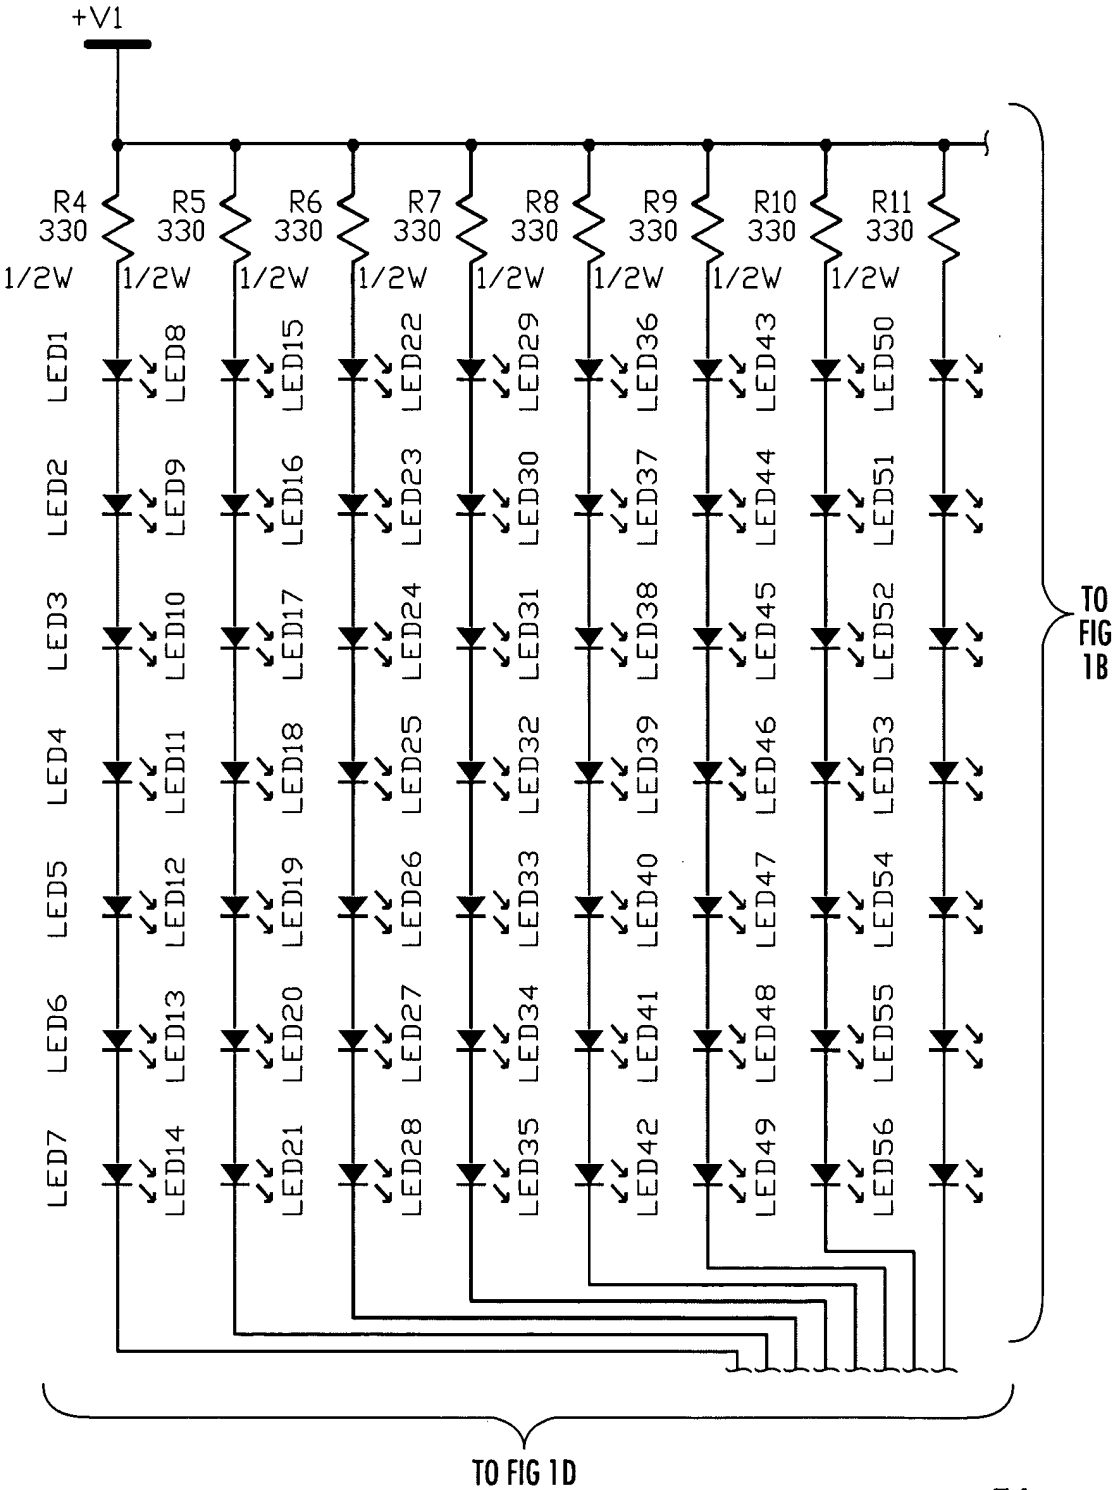 +V1
R4 R5 R6 R7 R8 R9 R10 R11
330 330 330 330 330 330 330 330
1/2W 1/2W 1/2W 1/2W 1/2W 1/2W 1/2W 1/2W
LED1 LED8 LED15 LED22 LED29 LED36 LED43 LED50
LED2 LED9 LED16 LED23 LED30 LED37 LED44 LED51
LED3 LED10 LED17 LED24 LED31 LED38 LED45 LED52
LED4 LED11 LED18 LED25 LED32 LED39 LED46 LED53
LED5 LED12 LED19 LED26 LED33 LED40 LED47 LED54
LED6 LED13 LED20 LED27 LED34 LED41 LED48 LED55
LED7 LED14 LED21 LED28 LED35 LED42 LED49 LED56
TO
FIG
1B
TO FIG 1D